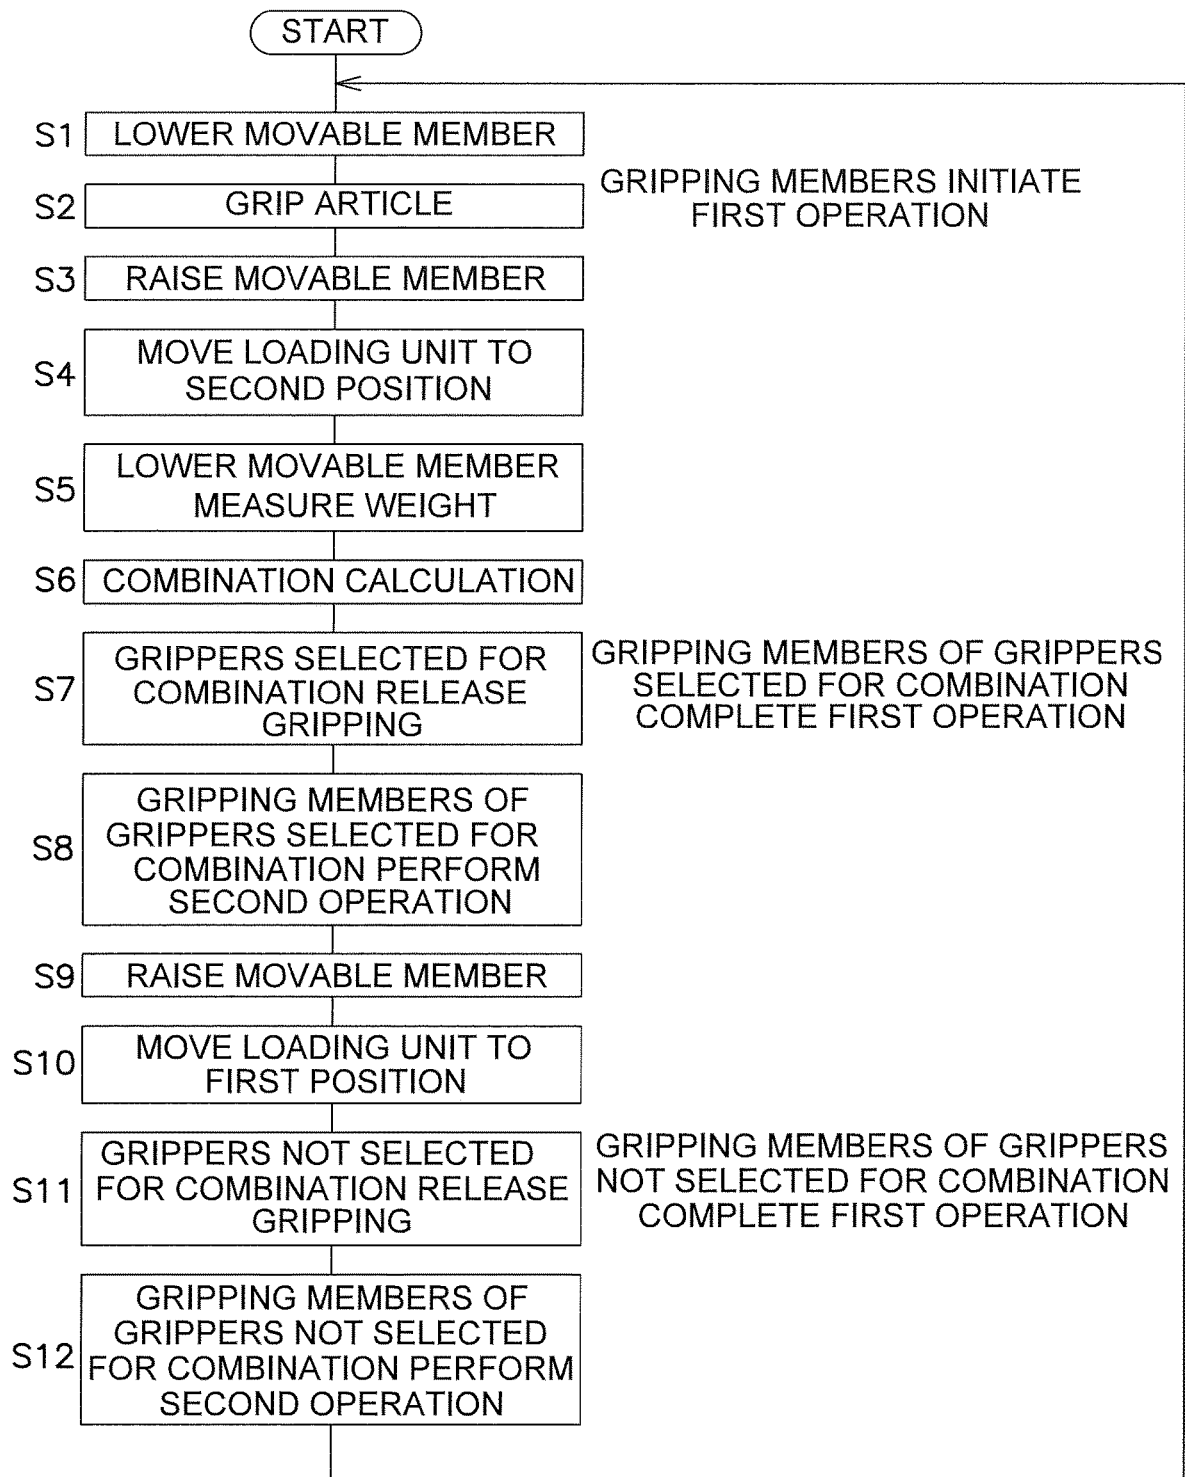 START
S1
LOWER MOVABLE MEMBER
S2
GRIP ARTICLE
GRIPPING MEMBERS INITIATE
FIRST OPERATION
S3
RAISE MOVABLE MEMBER
S4
MOVE LOADING UNIT TO
SECOND POSITION
S5
LOWER MOVABLE MEMBER
MEASURE WEIGHT
S6
COMBINATION CALCULATION
S7
GRIPPERS SELECTED FOR
COMBINATION RELEASE
GRIPPING
GRIPPING MEMBERS OF GRIPPERS
SELECTED FOR COMBINATION
COMPLETE FIRST OPERATION
S8
GRIPPING MEMBERS OF
GRIPPERS SELECTED FOR
COMBINATION PERFORM
SECOND OPERATION
S9
RAISE MOVABLE MEMBER
S10
MOVE LOADING UNIT TO
FIRST POSITION
S11
GRIPPERS NOT SELECTED
FOR COMBINATION RELEASE
GRIPPING
GRIPPING MEMBERS OF GRIPPERS
NOT SELECTED FOR COMBINATION
COMPLETE FIRST OPERATION
S12
GRIPPING MEMBERS OF
GRIPPERS NOT SELECTED
FOR COMBINATION PERFORM
SECOND OPERATION